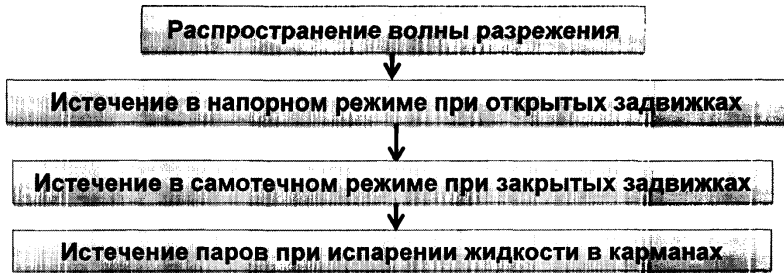 Распространение волны разрежения
Истечение в напорном режиме при открытых задвижках
Истечение в самотечном режиме при закрытых задвижках
Истечение паров при испарении жидкости в карманах